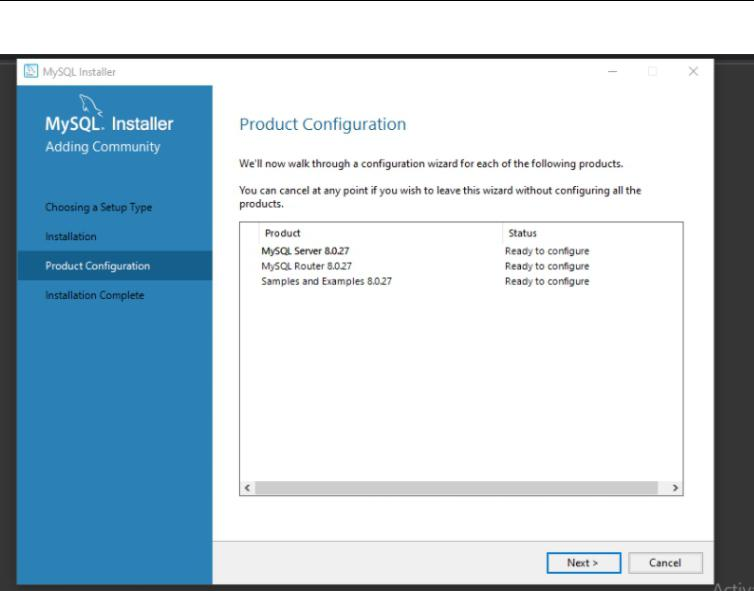 MySQL Installer
MySQL. Installer
Adding Community
Choosing a Setup Type
Installation
Product Configuration
Installation Complete
Product Configuration
We'll now walk through a configuration wizard for each of the following products.
You can cancel at any point if you wish to leave this wizard without configuring all the
products.
Product Status
MySQL Server 8.0.27 Ready to configure
MySQL Router 8.0.27 Ready to configure
Samples and Examples 8.0.27 Ready to configure
Next > Cancel